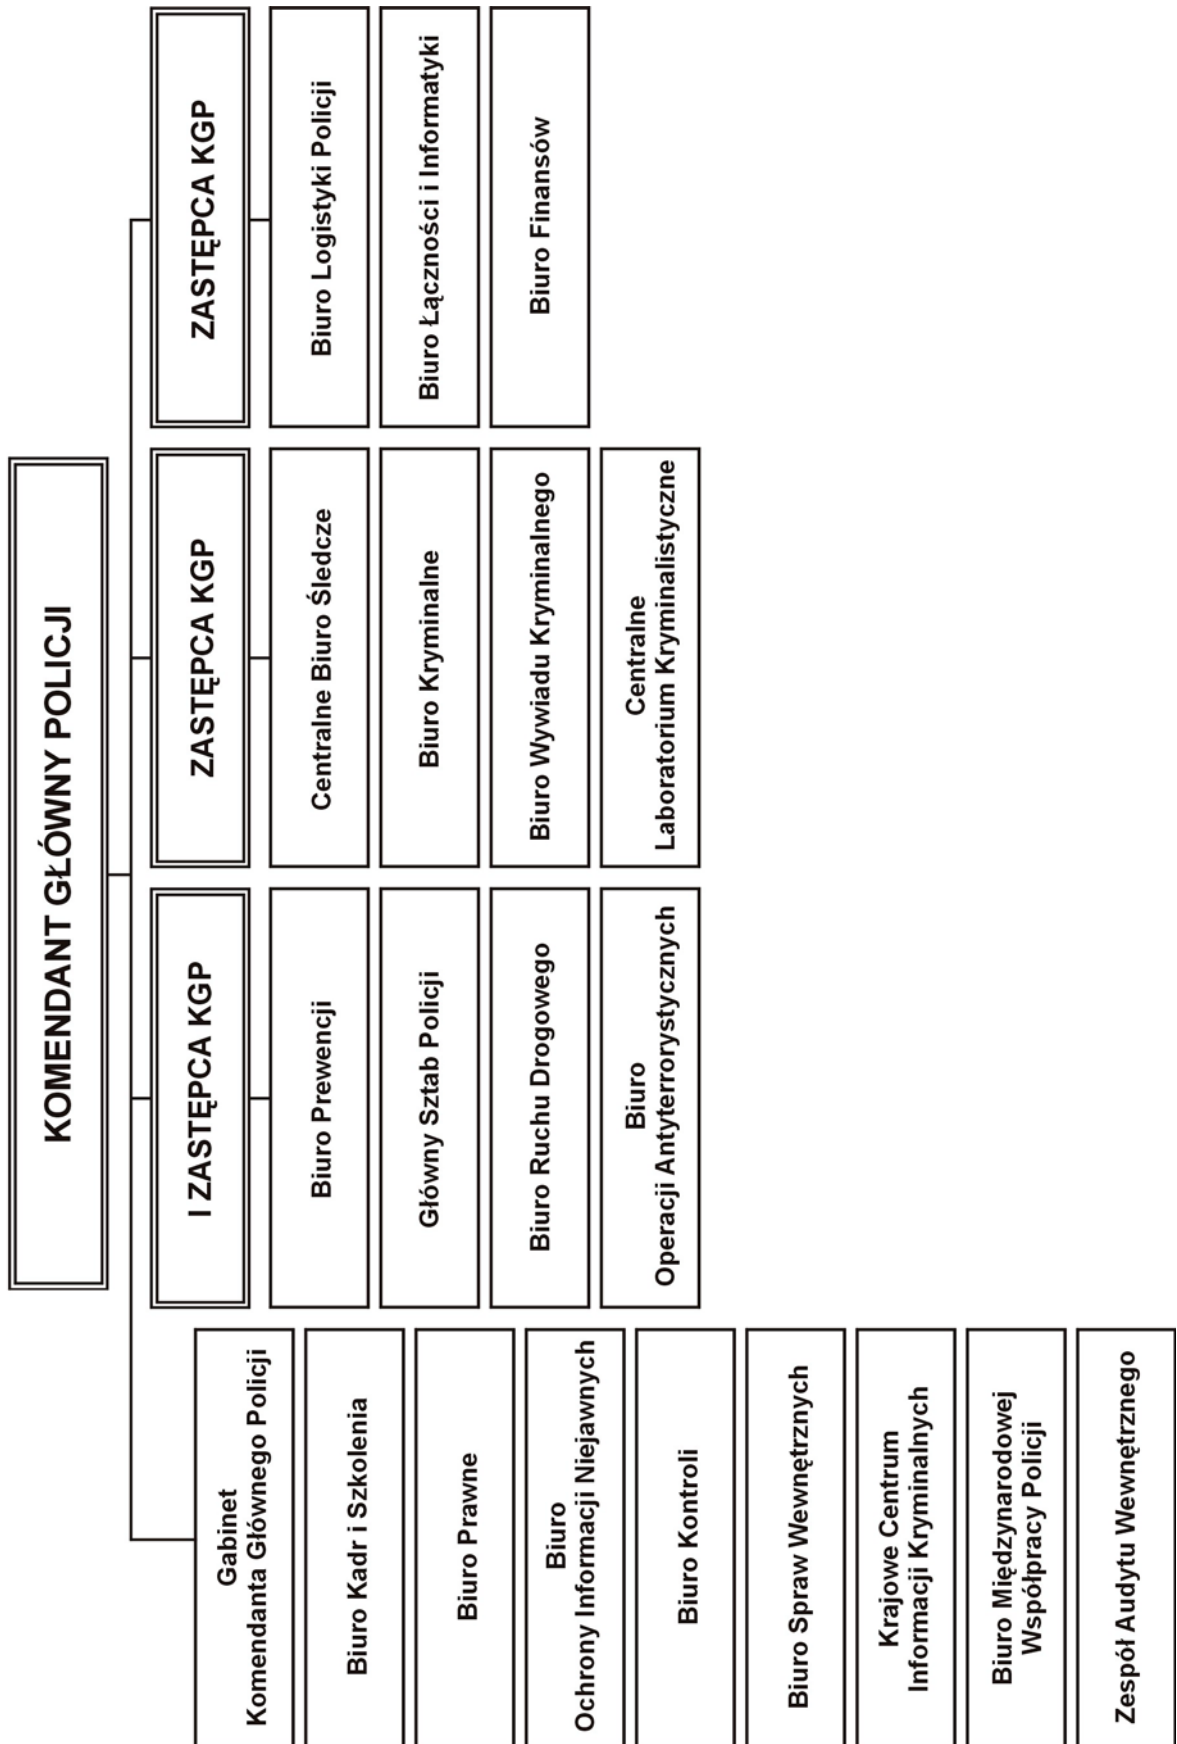 KOMENDANT GŁÓWNY POLICJI
Gabinet
Komendanta Głównego Policji
Biuro Kadr i Szkolenia
Biuro Prawne
Biuro
Ochrony Informacji Niejawnych
Biuro Kontroli
Biuro Spraw Wewnętrznych
Krajowe Centrum
Informacji Kryminalnych
Biuro Międzynarodowej
Współpracy Policji
Zespół Audytu Wewnętrznego
I ZASTĘPCA KGP
Biuro Prewencji
Główny Sztab Policji
Biuro Ruchu Drogowego
Biuro
Operacji Antyterrorystycznych
ZASTĘPCA KGP
Centralne Biuro Śledcze
Biuro Kryminalne
Biuro Wywiadu Kryminalnego
Centralne
Laboratorium Kryminalistyczne
ZASTĘPCA KGP
Biuro Logistyki Policji
Biuro Łączności i Informatyki
Biuro Finansów